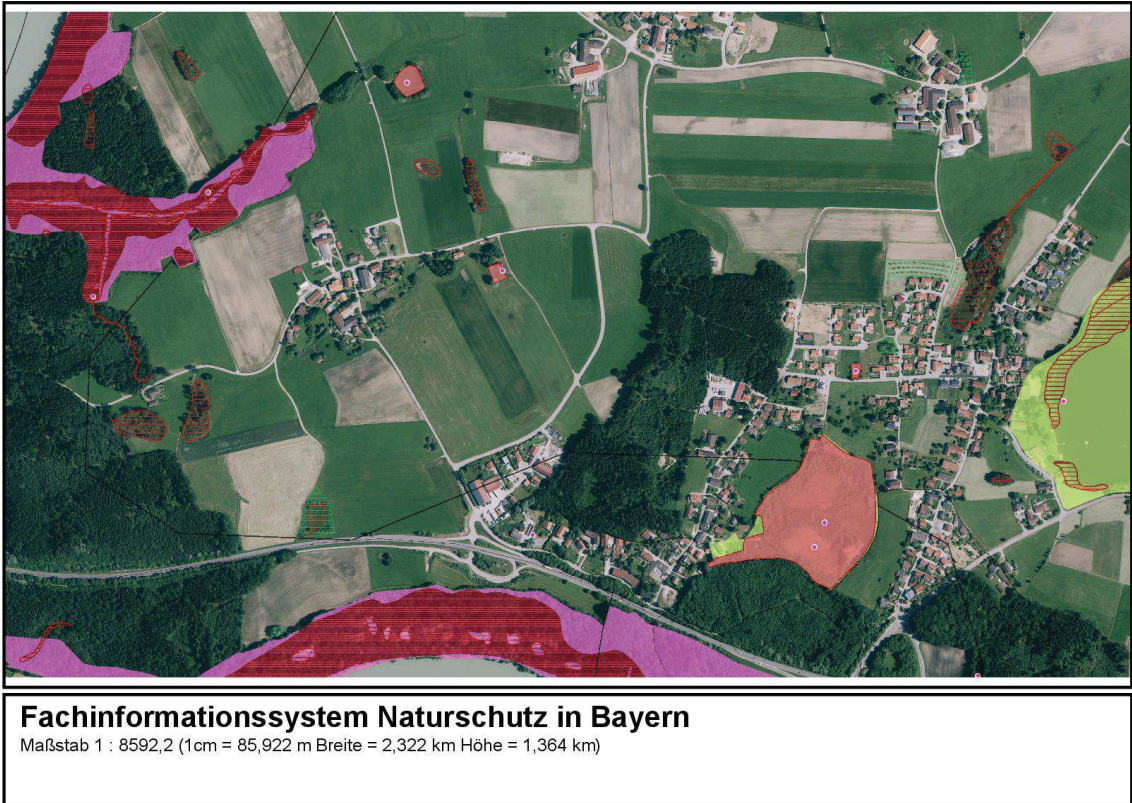 Fachinformationssystem Naturschutz in Bayern
Maßstab 1 : 8592,2 (1cm = 85,922 m Breite = 2,322 km Höhe = 1,364 km)